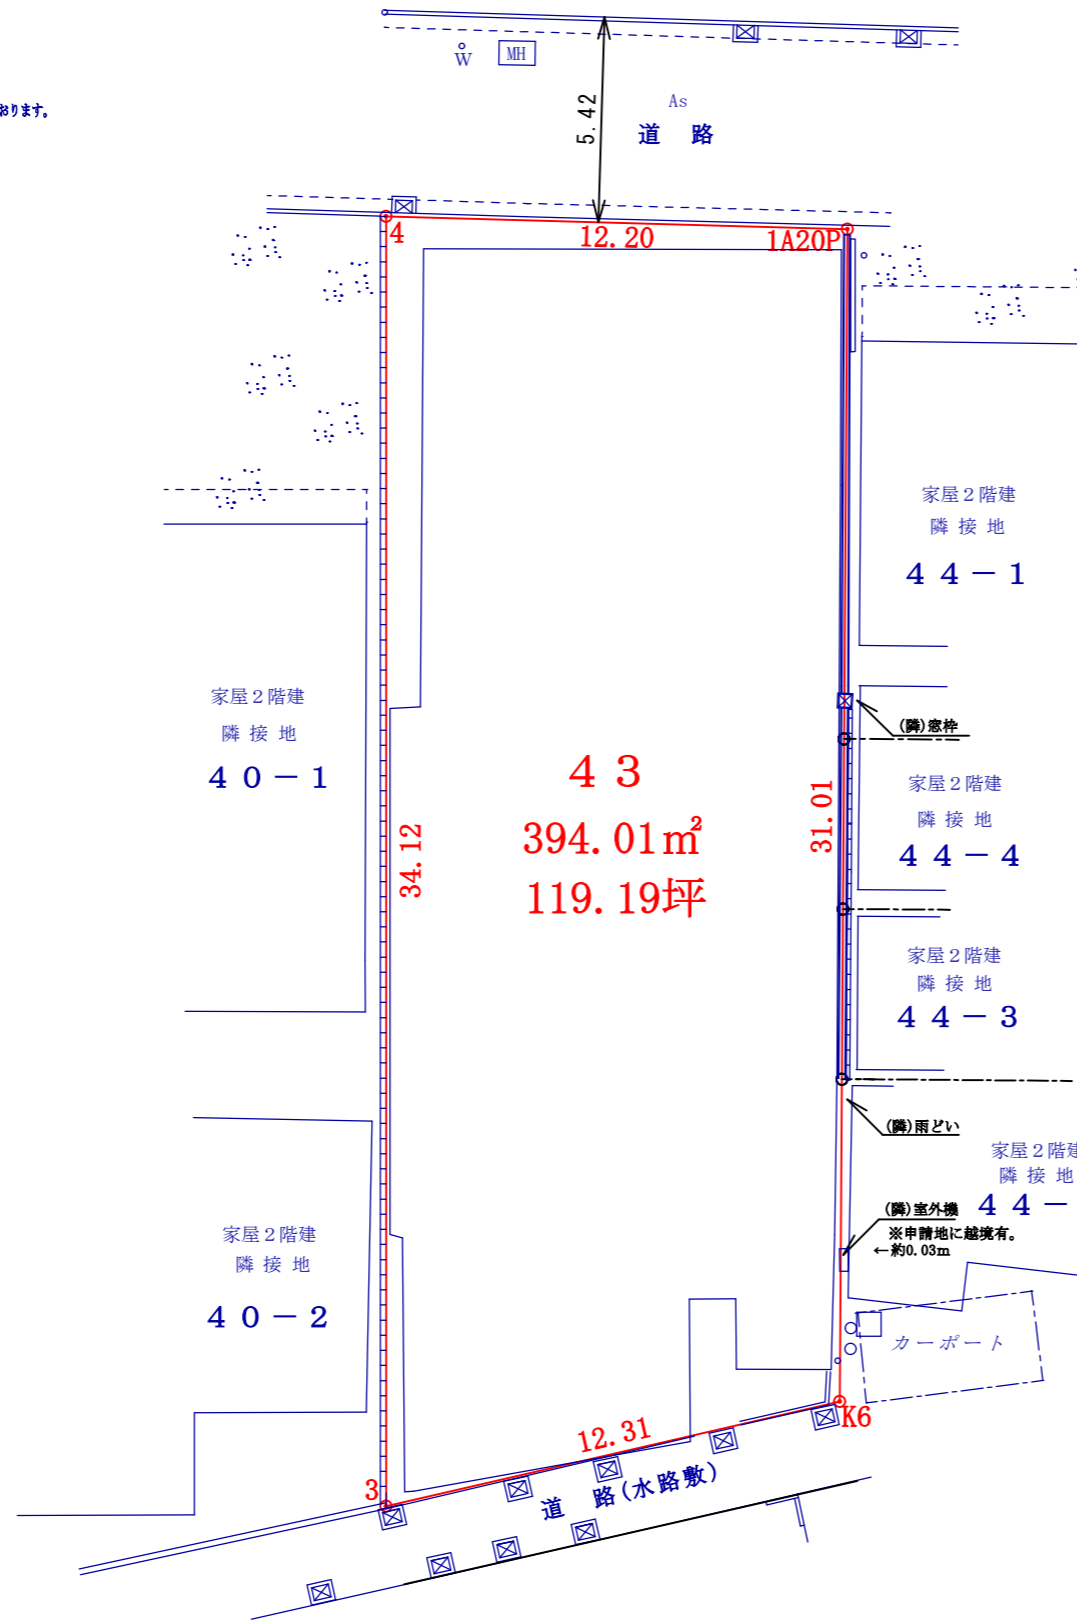 おります。
W
MH
5.42
As
道 路
4
12.20
1A20P
家屋2階建
隣 接 地
44-1
(隣)窓枠
家屋2階建
隣 接 地
40-1
43
394.01㎡
119.19坪
34.12
31.01
家屋2階建
隣 接 地
44-4
家屋2階建
隣 接 地
44-3
(隣)雨どい
家屋2階建
隣 接 地
44-
(隣)室外機
※申請地に越境有。
←約0.03m
家屋2階建
隣 接 地
40-2
カーポート
K6
12.31
3
道 路(水路敷)